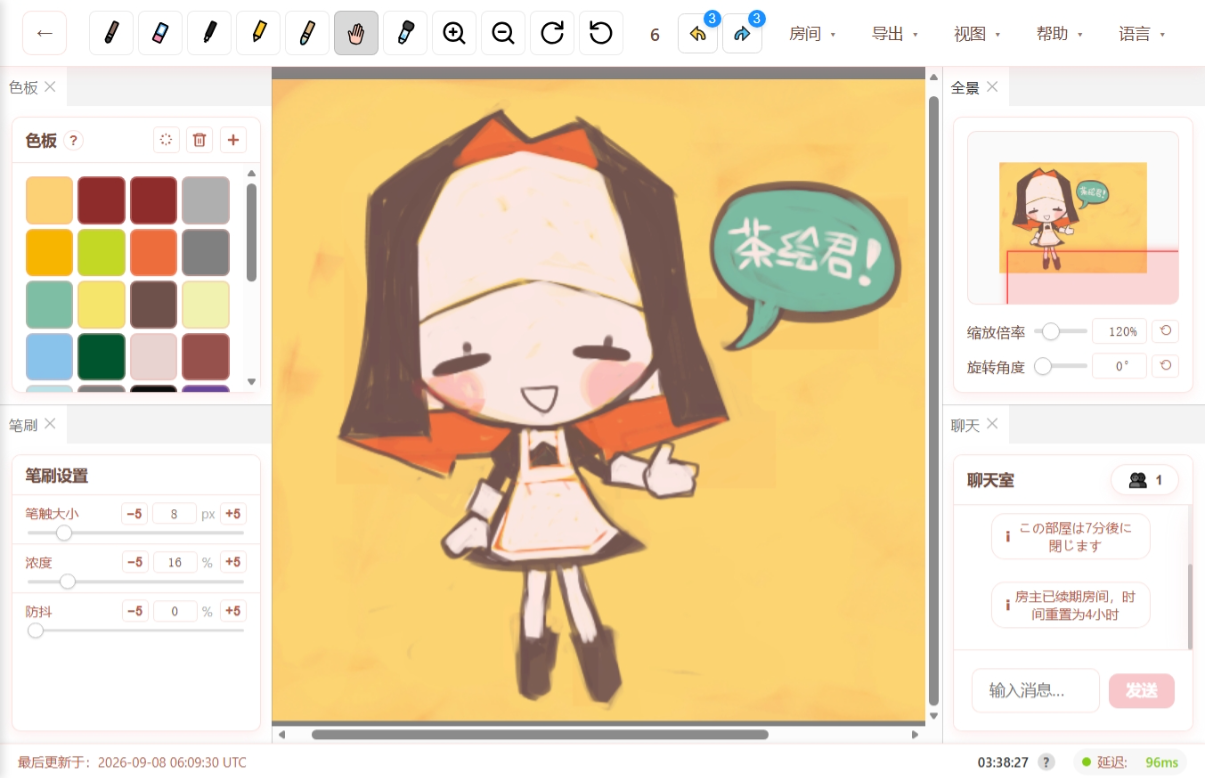 6
3
3
房间
导出
视图
帮助
语言
色板
色板
?
笔刷
笔刷设置
笔触大小 -5 8 px +5
浓度 -5 16 % +5
防抖 -5 0 % +5
茶绘君!
全景
茶绘君!
缩放倍率 120%
旋转角度 0°
聊天
聊天室 1
この部屋は7分後に
閉じます
房主已续期房间，时
间重置为4小时
输入消息...
发送
最后更新于: 2026-09-08 06:09:30 UTC
03:38:27 ?
延迟: 96ms